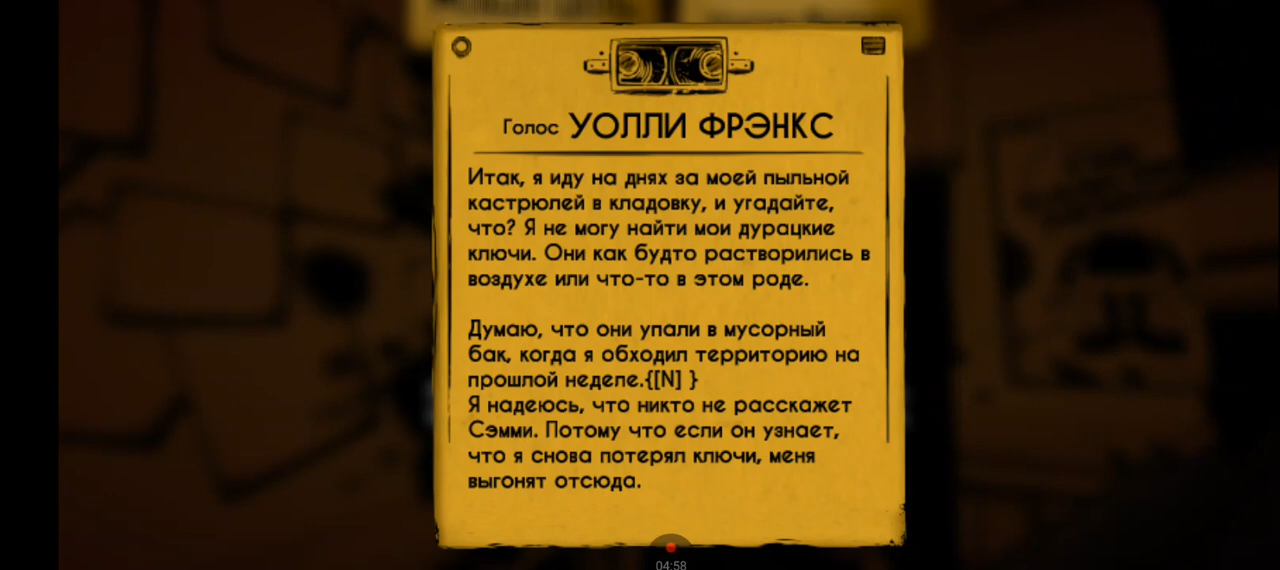 Голос УОЛЛИ ФРЭНКС
Итак, я иду на днях за моей пыльной
кастрюлей в кладовку, и угадайте,
что? Я не могу найти мои дурацкие
ключи. Они как будто растворились в
воздухе или что-то в этом роде.
Думаю, что они упали в мусорный
бак, когда я обходил территорию на
прошлой неделе.{[N] }
Я надеюсь, что никто не расскажет
Сэмми. Потому что если он узнает,
что я снова потерял ключи, меня
выгонят отсюда.
04:58